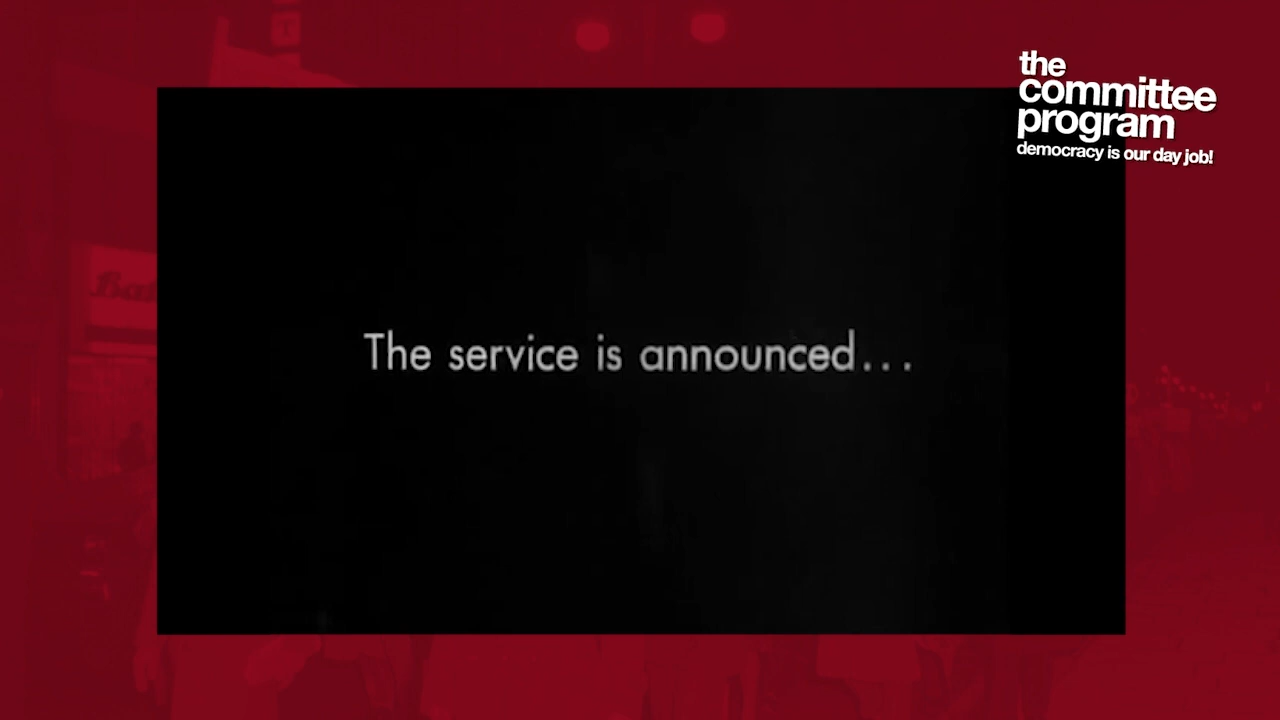 the
committee
program
democracy is our day job!
The service is announced...